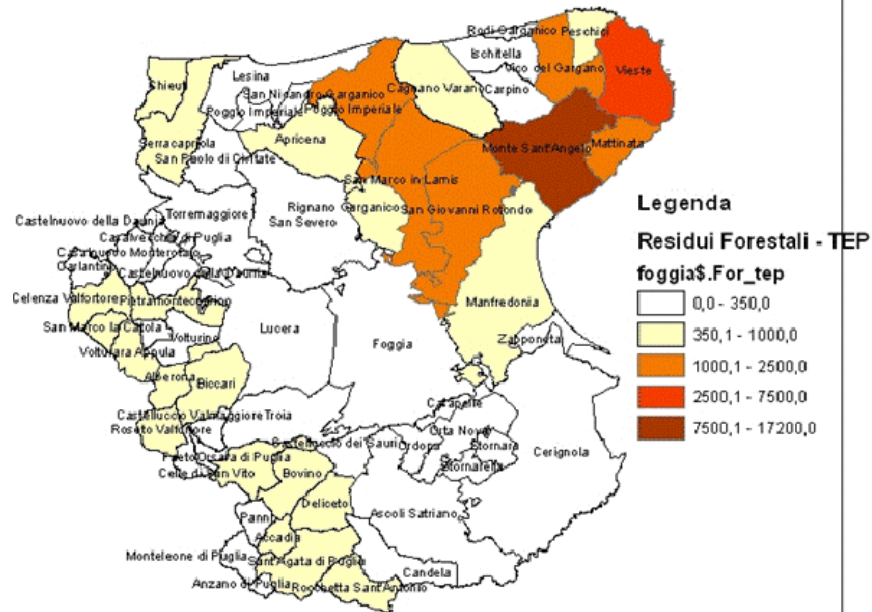 Rodi Garganico
Peschici
Ischitella
Lesina
Vico del Gargano
Vieste
Chieuti
San Nicandro Garganico
Cagnano Varano
Carpino
Poggio Imperiale
Poggio Imperiale
Apricena
Serracapriola
Monte Sant'Angelo
Mattinata
San Paolo di Civitate
San Marco in Lamis
Rignano Garganico
San Giovanni Rotondo
Torremaggiore
San Severo
Castelnuovo della Daunia
Casalvecchio di Puglia
Casalnuovo Monterotaro
Carlantino
Castelnuovo della Daunia
Celenza Valfortore
Pietramontecorvino
Manfredonia
San Marco la Catola
Volturino
Lucera
Foggia
Zapponeta
Volturara Appula
Alberona
Biccari
Carapelle
Castelluccio Valmaggiore
Troia
Roseto Valfortore
Orta Nova
Castelluccio dei Sauri
Ordona
Stornara
Cerignola
Faeto
Orsara di Puglia
Stornarella
Celle di San Vito
Bovino
Deliceto
Ascoli Satriano
Panni
Accadia
Monteleone di Puglia
Sant'Agata di Puglia
Candela
Anzano di Puglia
Rocchetta Sant'Antonio
Legenda
Residui Forestali - TEP
foggia$.For_tep
0,0 - 350,0
350,1 - 1000,0
1000,1 - 2500,0
2500,1 - 7500,0
7500,1 - 17200,0